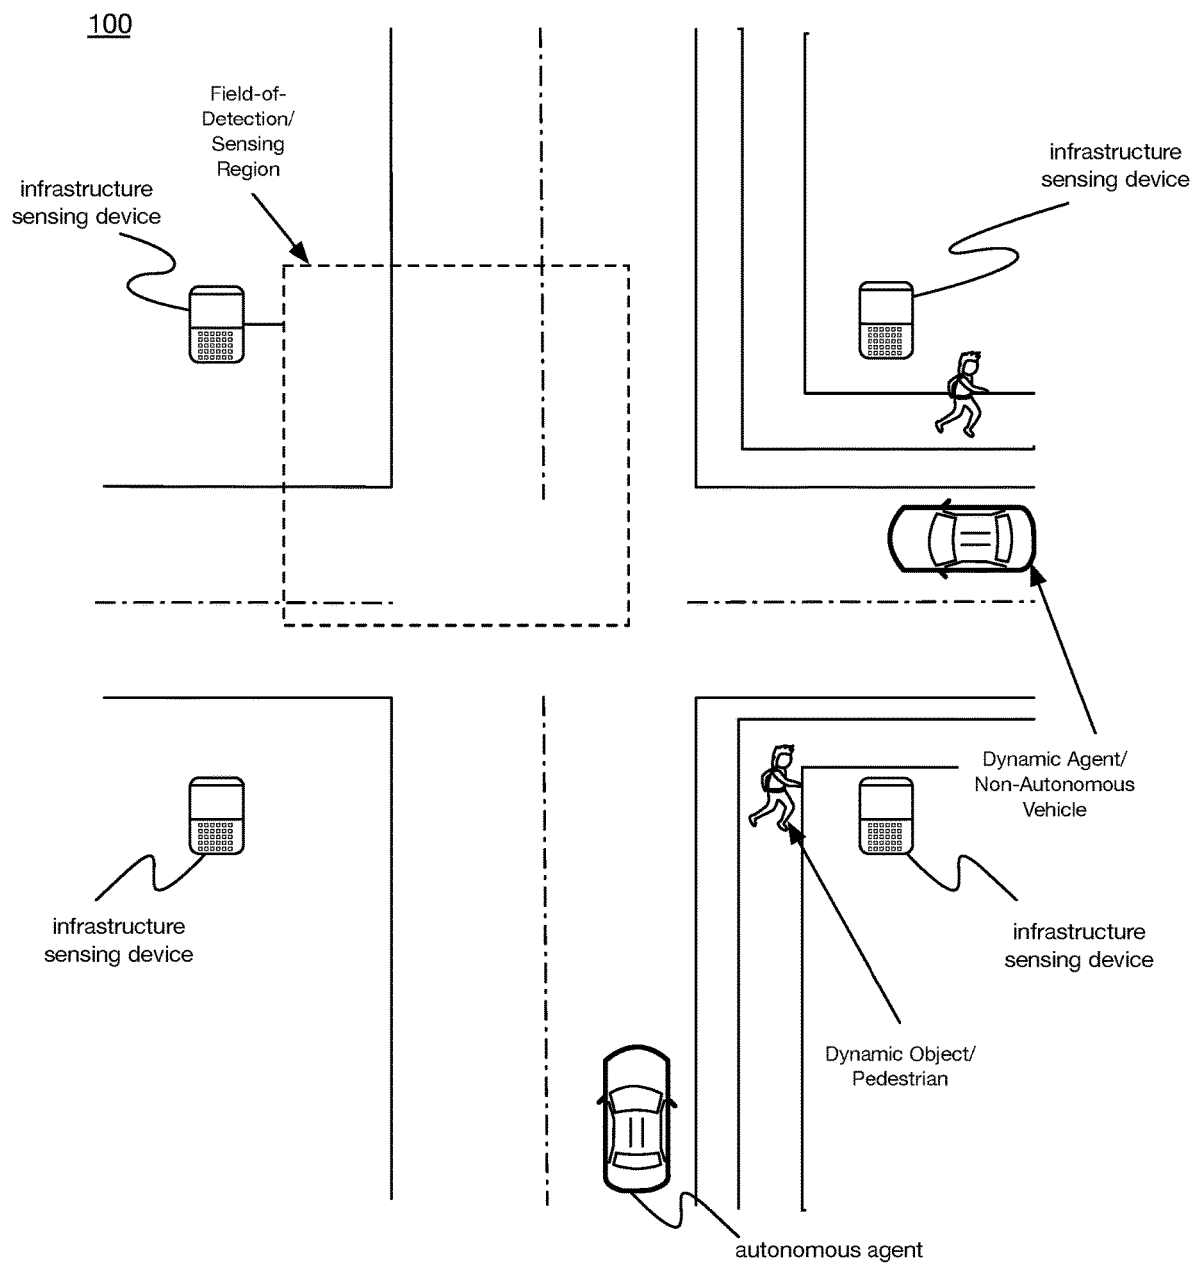 100
Field-of-
Detection/
Sensing
Region
infrastructure
sensing device
infrastructure
sensing device
Dynamic Agent/
Non-Autonomous
Vehicle
infrastructure
sensing device
infrastructure
sensing device
Dynamic Object/
Pedestrian
autonomous agent